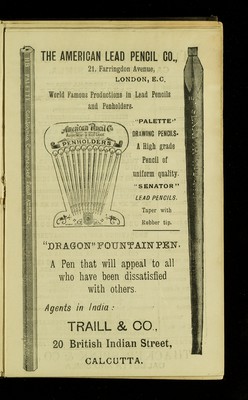 THE AMERICAN LEAD PENCIL CO.,
21, Farringdon Avenue,
LONDON, E.C.
World Famous Productions in Lead Pencils
and Penholders.
American Pencil Co
PENHOLDERS
"PALETTE"
DRAWING PENCILS.
A High grade
Pencil of
uniform quality.
"SENATOR"
LEAD PENCILS.
Taper with
Rubber tip.
"DRAGON" FOUNTAIN PEN.
A Pen that will appeal to all
who have been dissatisfied
with others.
Agents in India:
TRAILL & CO.,
20 British Indian Street,
CALCUTTA.